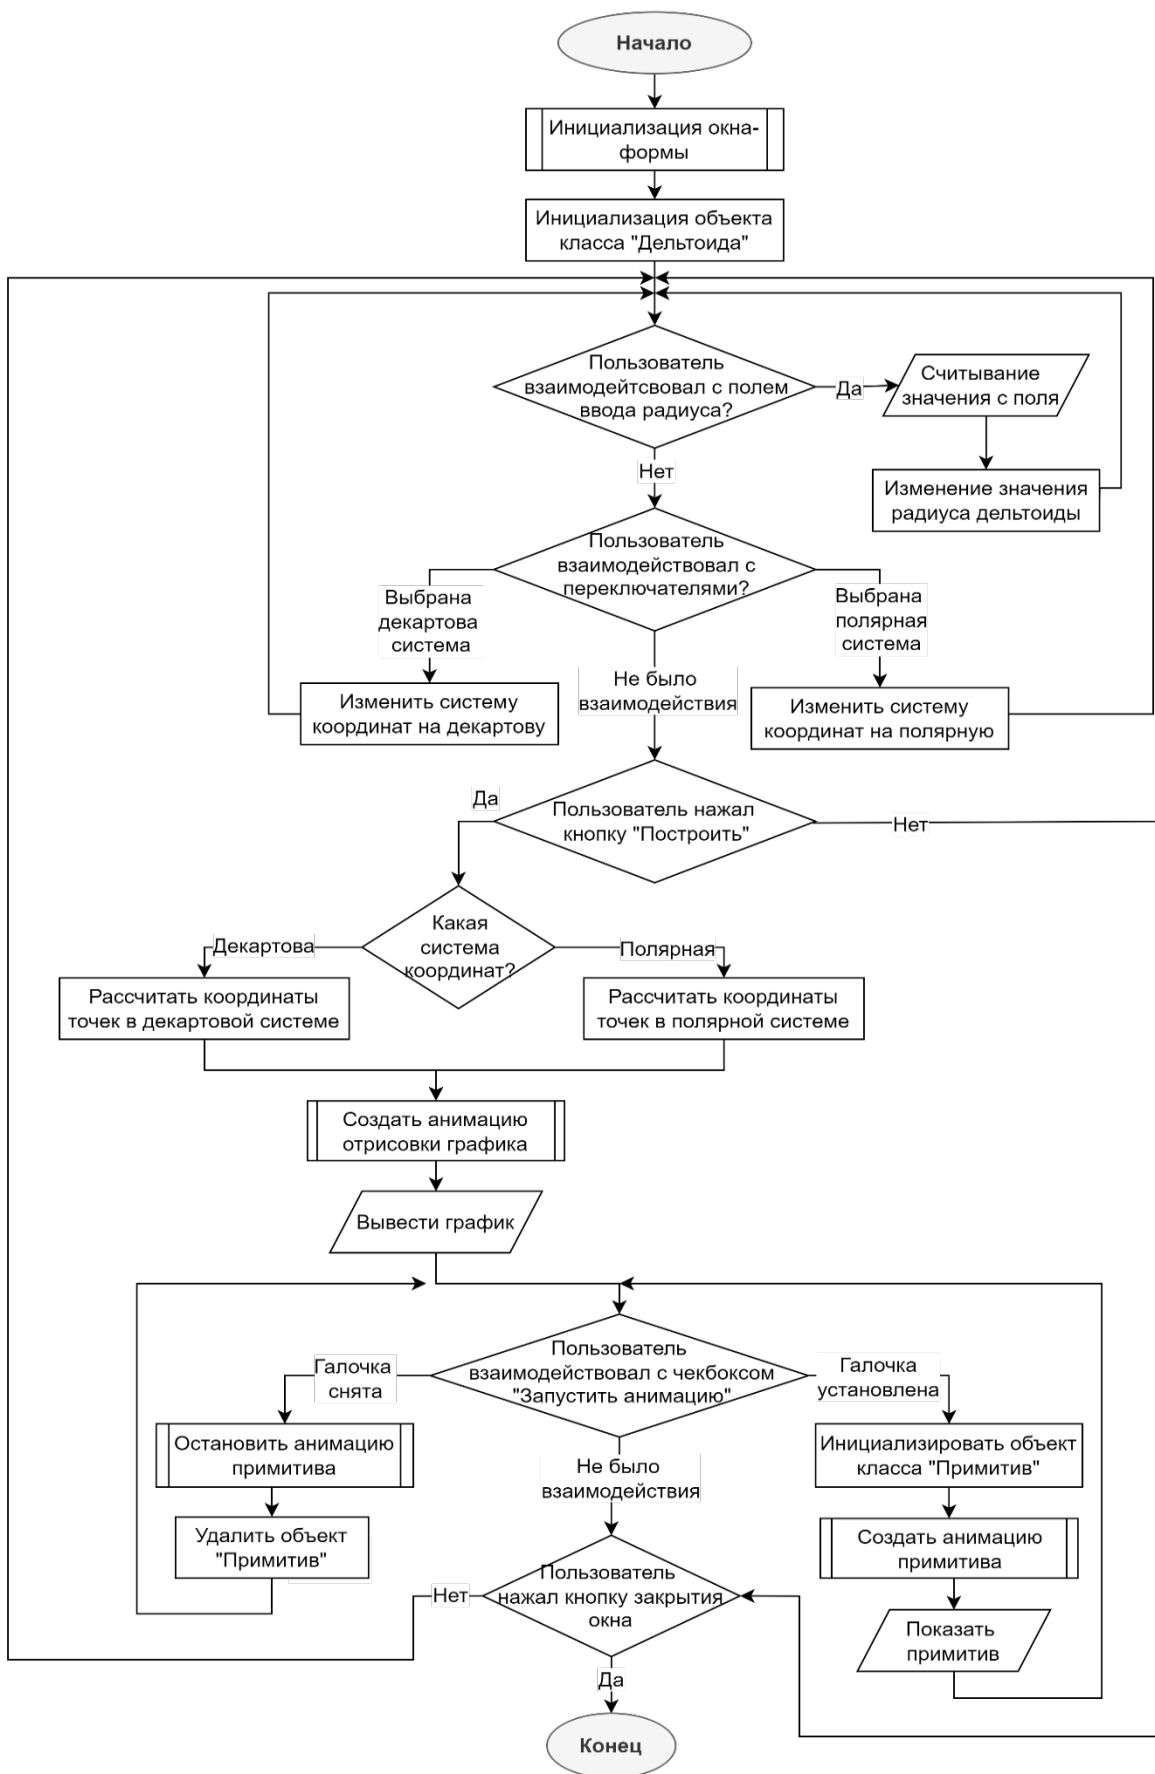 Начало
Инициализация окна-
формы
Инициализация объекта
класса "Дельтоида"
Пользователь
взаимодейтсвовал с полем
ввода радиуса?
Да
Считывание
значения с поля
Нет
Изменение значения
радиуса дельтоиды
Пользователь
взаимодействовал с
переключателями?
Выбрана
декартова
система
Выбрана
полярная
система
Не было
взаимодействия
Изменить систему
координат на декартову
Изменить систему
координат на полярную
Да
Пользователь нажал
кнопку "Построить"
Нет
Какая
система
координат?
Декартова
Полярная
Рассчитать координаты
точек в декартовой системе
Рассчитать координаты
точек в полярной системе
Создать анимацию
отрисовки графика
Вывести график
Пользователь
взаимодействовал с чекбоксом
"Запустить анимацию"
Галочка
снята
Галочка
установлена
Остановить анимацию
примитива
Не было
взаимодействия
Инициализировать объект
класса "Примитив"
Удалить объект
"Примитив"
Создать анимацию
примитива
Пользователь
нажал кнопку закрытия
окна
Нет
Показать
примитив
Да
Конец